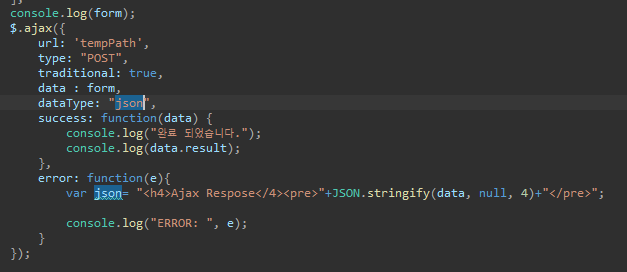 ];
console.log(form);
$.ajax({
url: 'tempPath',
type: "POST",
traditional: true,
data : form,
dataType: "json",
success: function(data) {
console.log("완료 되었습니다.");
console.log(data.result);
},
error: function(e){
var json= "<h4>Ajax Respose</4><pre>"+JSON.stringify(data, null, 4)+"</pre>";
console.log("ERROR: ", e);
}
});